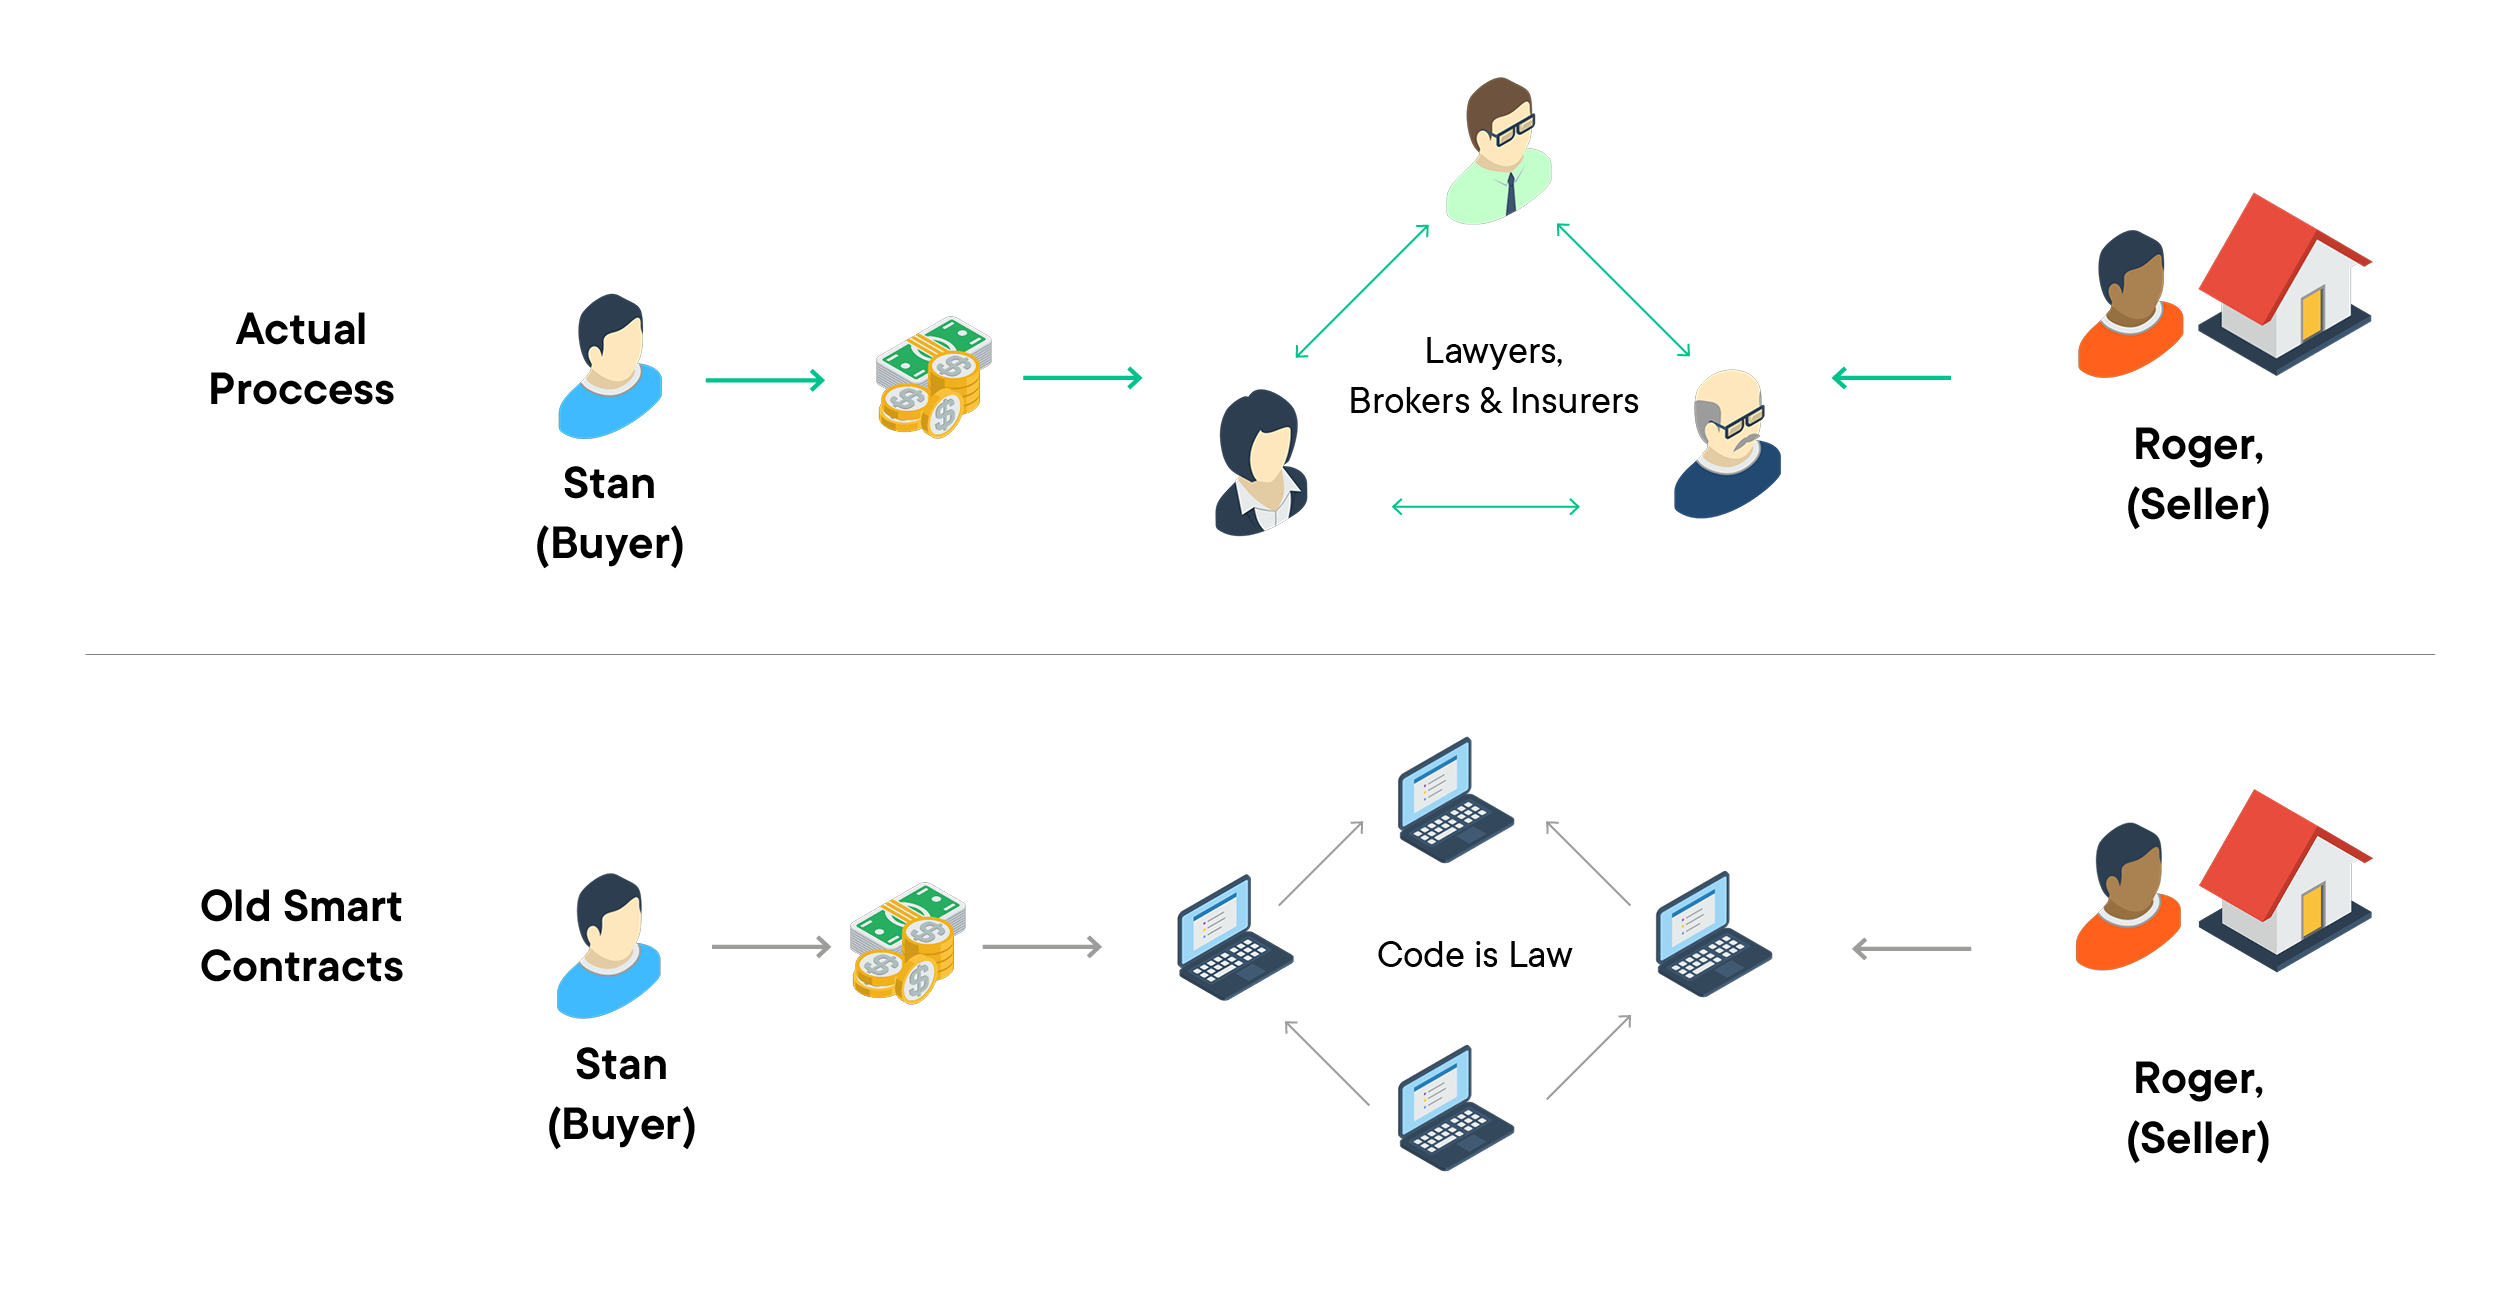 Actual
Proccess
Stan
(Buyer)
Lawyers,
Brokers & Insurers
Roger,
(Seller)
Old Smart
Contracts
Stan
(Buyer)
Code is Law
Roger,
(Seller)